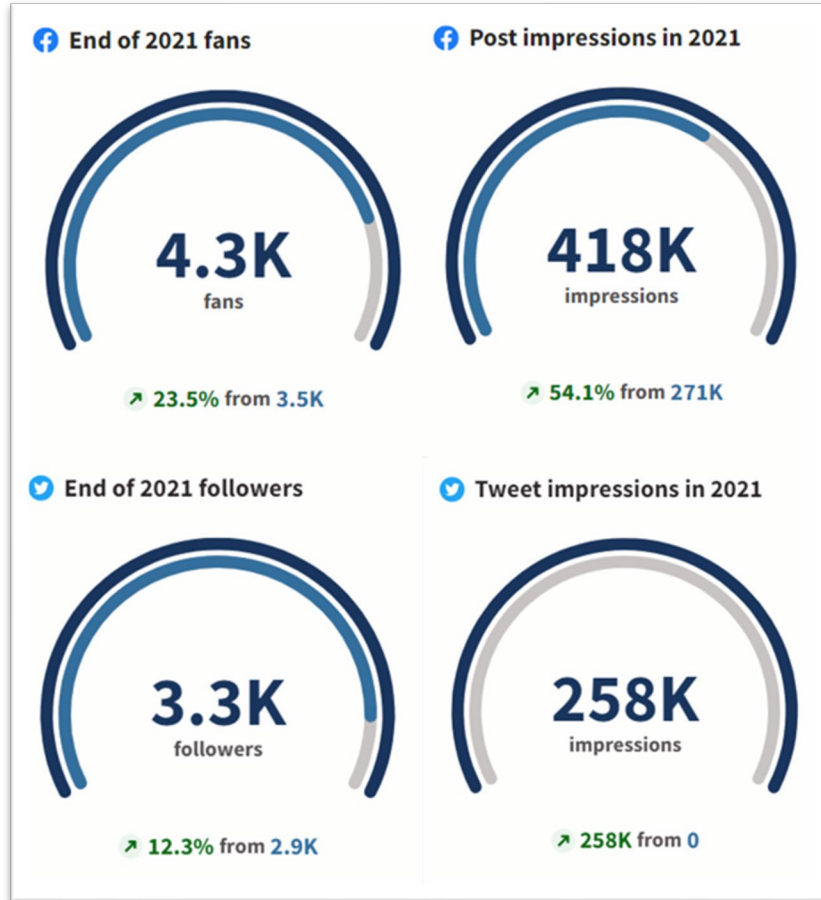 End of 2021 fans
4.3K
fans
23.5% from 3.5K
Post impressions in 2021
418K
impressions
54.1% from 271K
End of 2021 followers
3.3K
followers
12.3% from 2.9K
Tweet impressions in 2021
258K
impressions
258K from 0